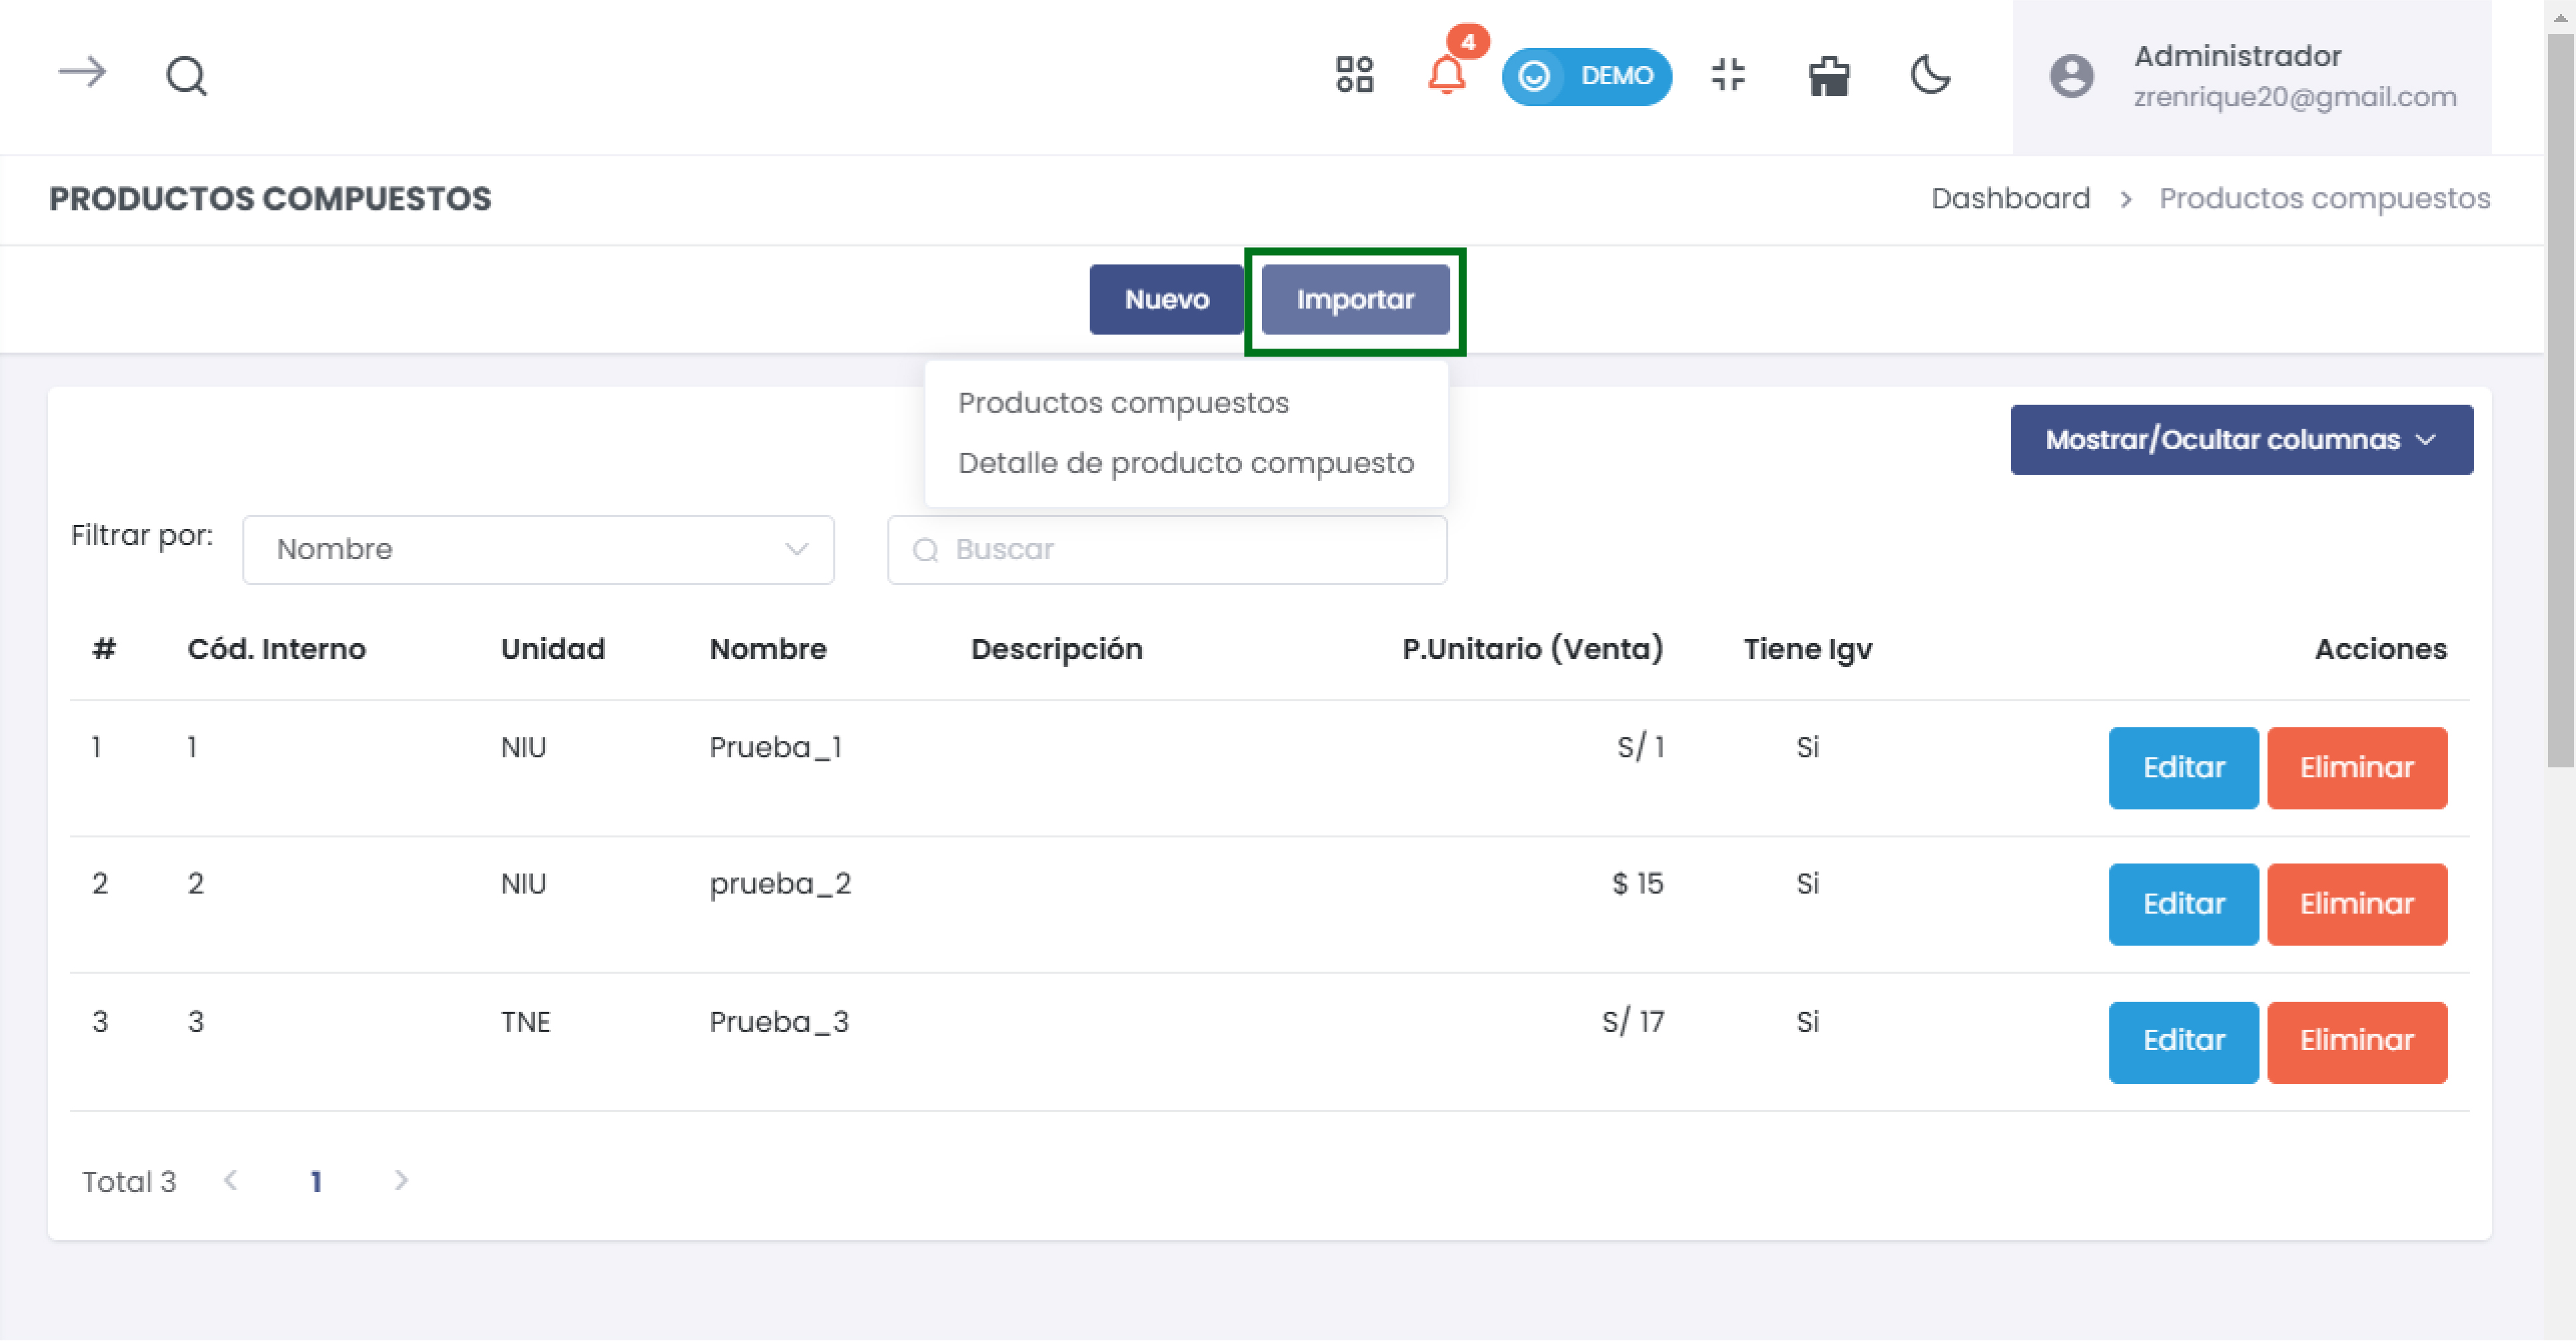 4
DEMO
Administrador
zrenrique20@gmail.com
PRODUCTOS COMPUESTOS
Dashboard > Productos compuestos
Nuevo
Importar
Productos compuestos
Detalle de producto compuesto
Mostrar/Ocultar columnas
Filtrar por:
Nombre
Buscar
# Cód. Interno Unidad Nombre Descripción P.Unitario (Venta) Tiene Igv Acciones
1 1 NIU Prueba_1 S/ 1 Si Editar Eliminar
2 2 NIU prueba_2 $ 15 Si Editar Eliminar
3 3 TNE Prueba_3 S/ 17 Si Editar Eliminar
Total 3 < 1 >